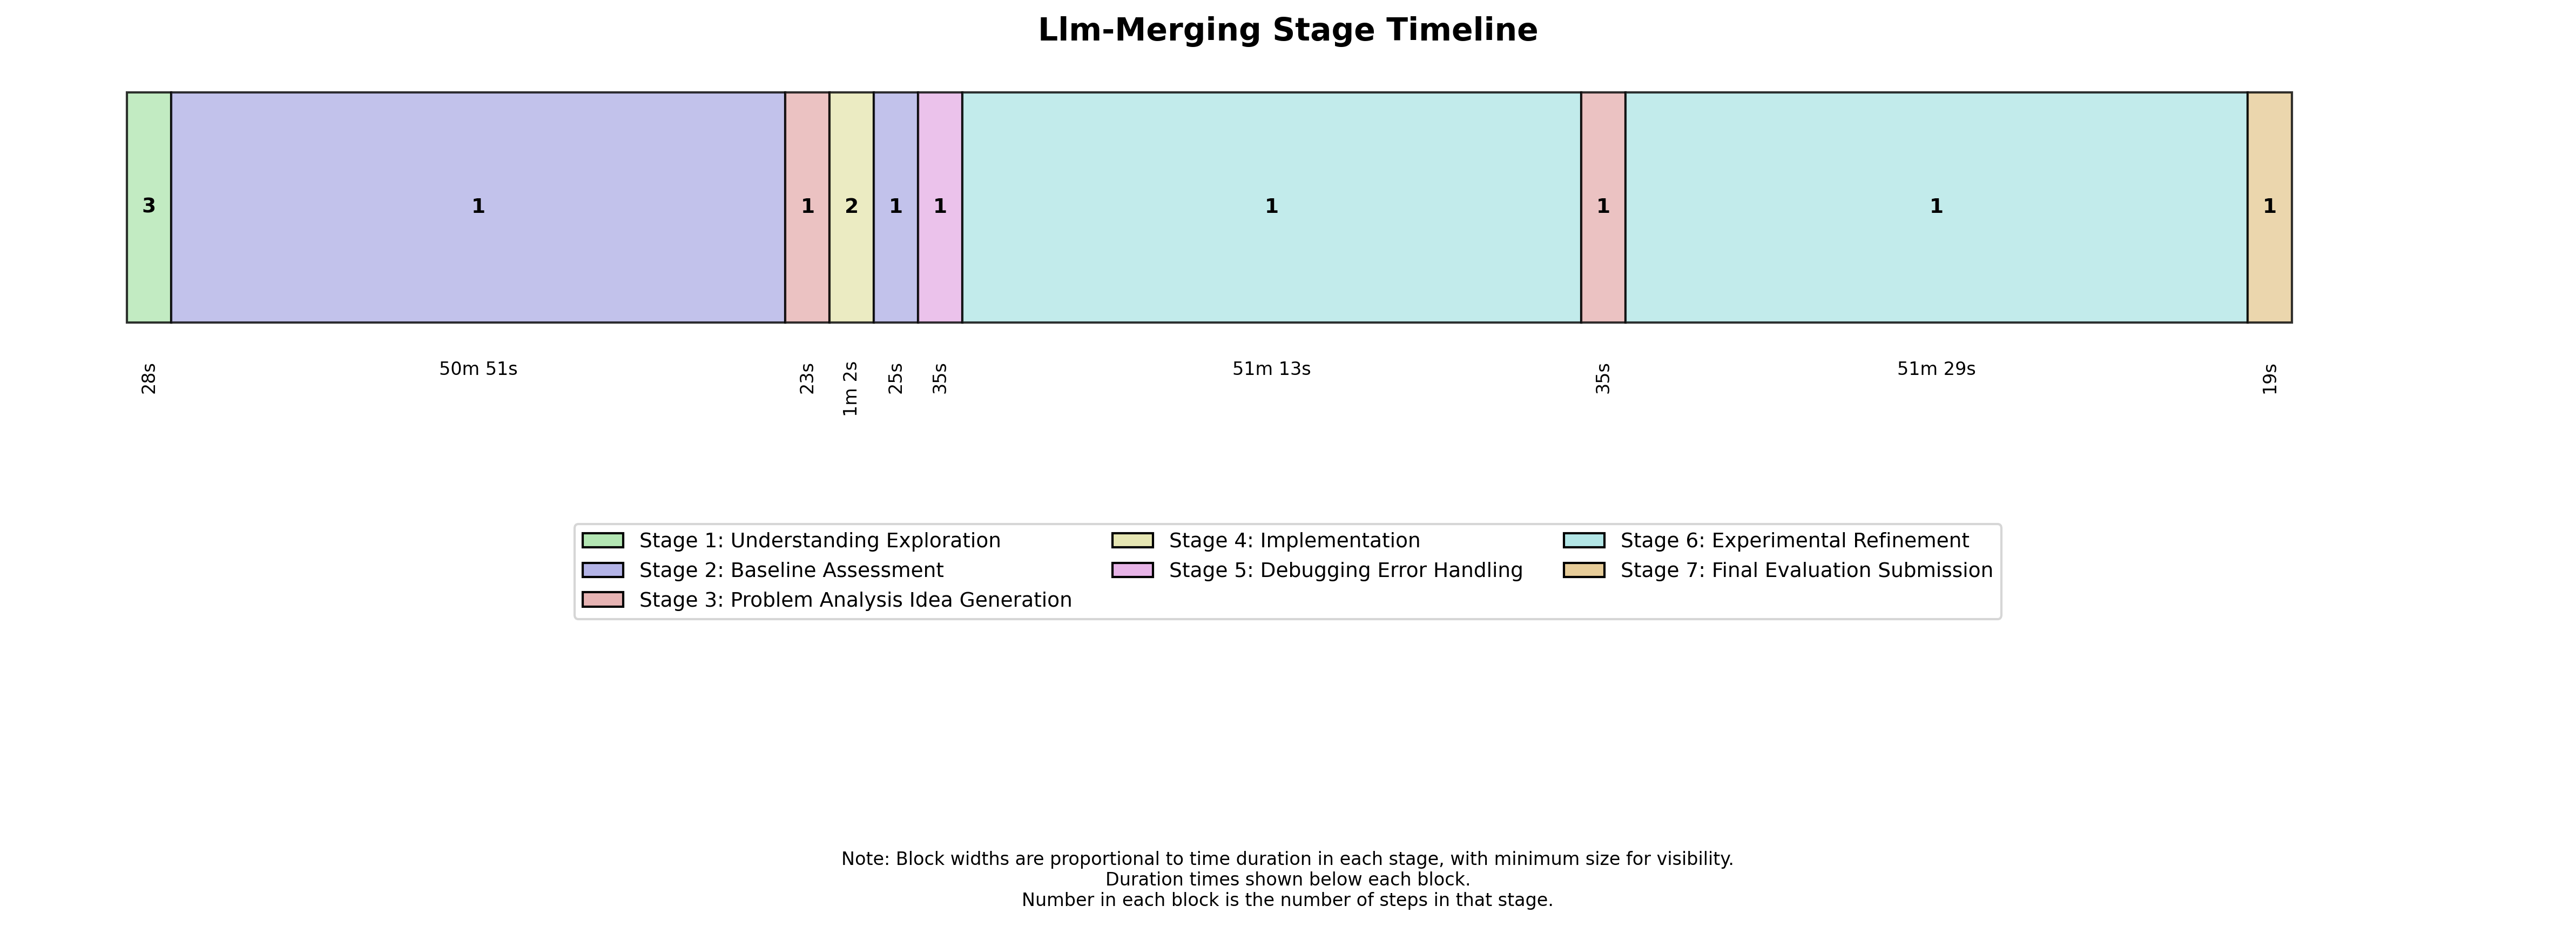 Llm-Merging Stage Timeline
3 1 1 2 1 1 1 1 1 1
28s 50m 51s 23s 1m 2s 25s 35s 51m 13s 35s 51m 29s 19s
Stage 1: Understanding Exploration
Stage 2: Baseline Assessment
Stage 3: Problem Analysis Idea Generation
Stage 4: Implementation
Stage 5: Debugging Error Handling
Stage 6: Experimental Refinement
Stage 7: Final Evaluation Submission
Note: Block widths are proportional to time duration in each stage, with minimum size for visibility.
Duration times shown below each block.
Number in each block is the number of steps in that stage.